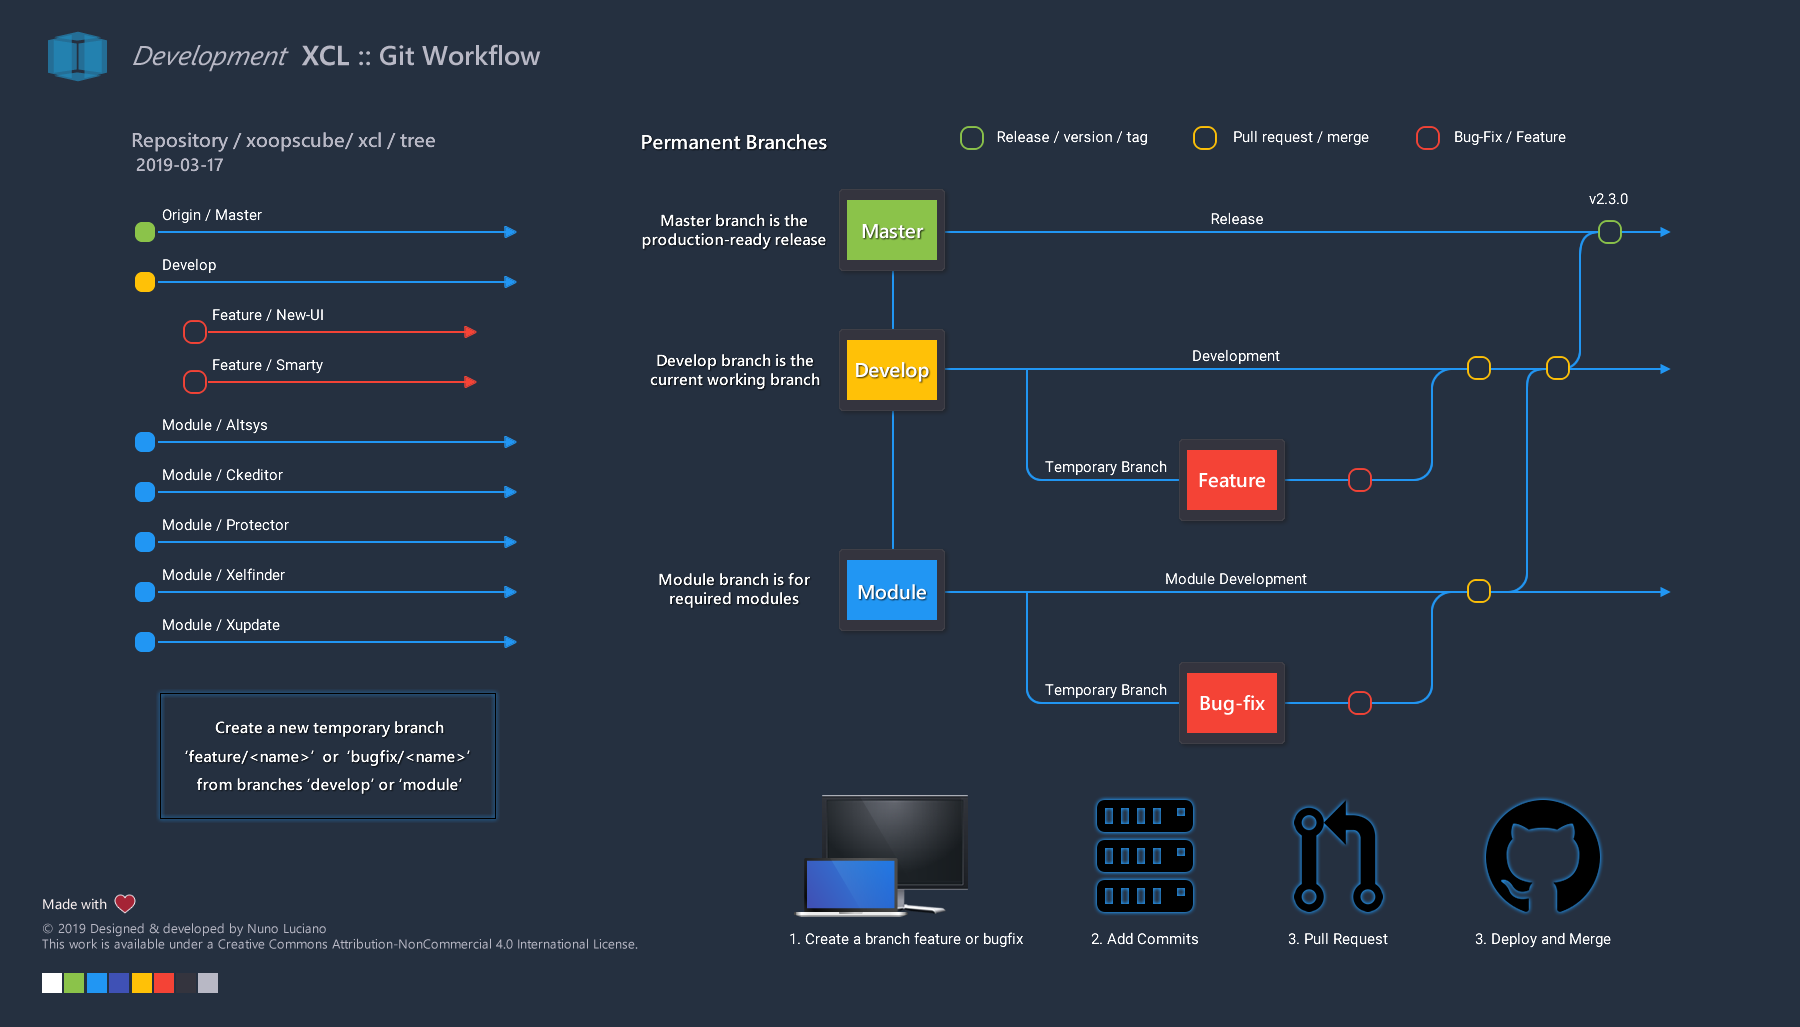 Development XCL :: Git Workflow
Repository / xoopscube/ xcl / tree
2019-03-17
Origin / Master
Develop
Feature / New-UI
Feature / Smarty
Module / Altsys
Module / Ckeditor
Module / Protector
Module / Xelfinder
Module / Xupdate
Create a new temporary branch
‘feature/<name>‘ or ‘bugfix/<name>‘
from branches ‘develop‘ or ‘module‘
Permanent Branches
Release / version / tag
Pull request / merge
Bug-Fix / Feature
Master branch is the
production-ready release
Master
Release
v2.3.0
Develop branch is the
current working branch
Develop
Development
Temporary Branch
Feature
Module branch is for
required modules
Module
Module Development
Temporary Branch
Bug-fix
1. Create a branch feature or bugfix
2. Add Commits
3. Pull Request
3. Deploy and Merge
Made with
© 2019 Designed & developed by Nuno Luciano
This work is available under a Creative Commons Attribution-NonCommercial 4.0 International License.